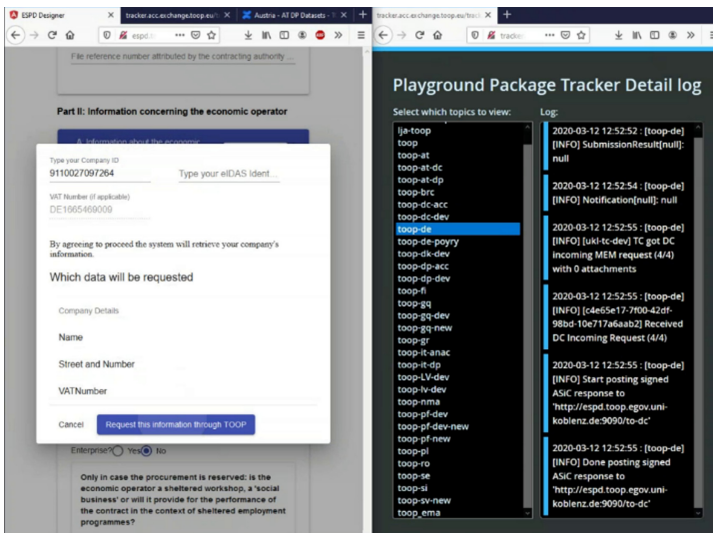 ESPD Designer
tracker.acc.exchange.toop.eu/t
Austria - AT DP Datasets - T
espd.
File reference number attributed by the contracting authority ...
Part II: Information concerning the economic operator
A. Information about the economic
Type your Company ID
9110027097264
Type your eIDAS Ident...
VAT Number (if applicable)
DE1665469009
By agreeing to proceed the system will retrieve your company's
information.
Which data will be requested
Company Details
Name
Street and Number
VATNumber
Cancel
Request this information through TOOP
Enterprise?
Yes
No
Only in case the procurement is reserved: is the
economic operator a sheltered workshop, a 'social
business' or will it provide for the performance of
the contract in the context of sheltered employment
programmes?
tracker.acc.exchange.toop.eu/track
tracker
Playground Package Tracker Detail log
Select which topics to view:
lja-toop
toop
toop-at
toop-at-dc
toop-at-dp
toop-brc
toop-dc-acc
toop-dc-dev
toop-de
toop-de-poyry
toop-dk-dev
toop-dp-acc
toop-dp-dev
toop-fi
toop-gq
toop-gq-dev
toop-gq-new
toop-gr
toop-it-anac
toop-it-dp
toop-LV-dev
toop-lv-dev
toop-nma
toop-pf-dev
toop-pf-dev-new
toop-pf-new
toop-pl
toop-ro
toop-se
toop-si
toop-sv-new
toop_ema
Log:
2020-03-12 12:52:52 : [toop-de]
[INFO] SubmissionResult[null]:
null
2020-03-12 12:52:54 : [toop-de]
[INFO] Notification[null]: null
2020-03-12 12:52:55 : [toop-de]
[INFO] [ukl-tc-dev] TC got DC
incoming MEM request (4/4)
with 0 attachments
2020-03-12 12:52:55 : [toop-de]
[INFO] [c4e65e17-7f00-42df-
98bd-10e717a6aab2] Received
DC Incoming Request (4/4)
2020-03-12 12:52:55 : [toop-de]
[INFO] Start posting signed
ASiC response to
'http://espd.toop.egov.uni-
koblenz.de:9090/to-dc'
2020-03-12 12:52:55 : [toop-de]
[INFO] Done posting signed
ASiC response to
'http://espd.toop.egov.uni-
koblenz.de:9090/to-dc'